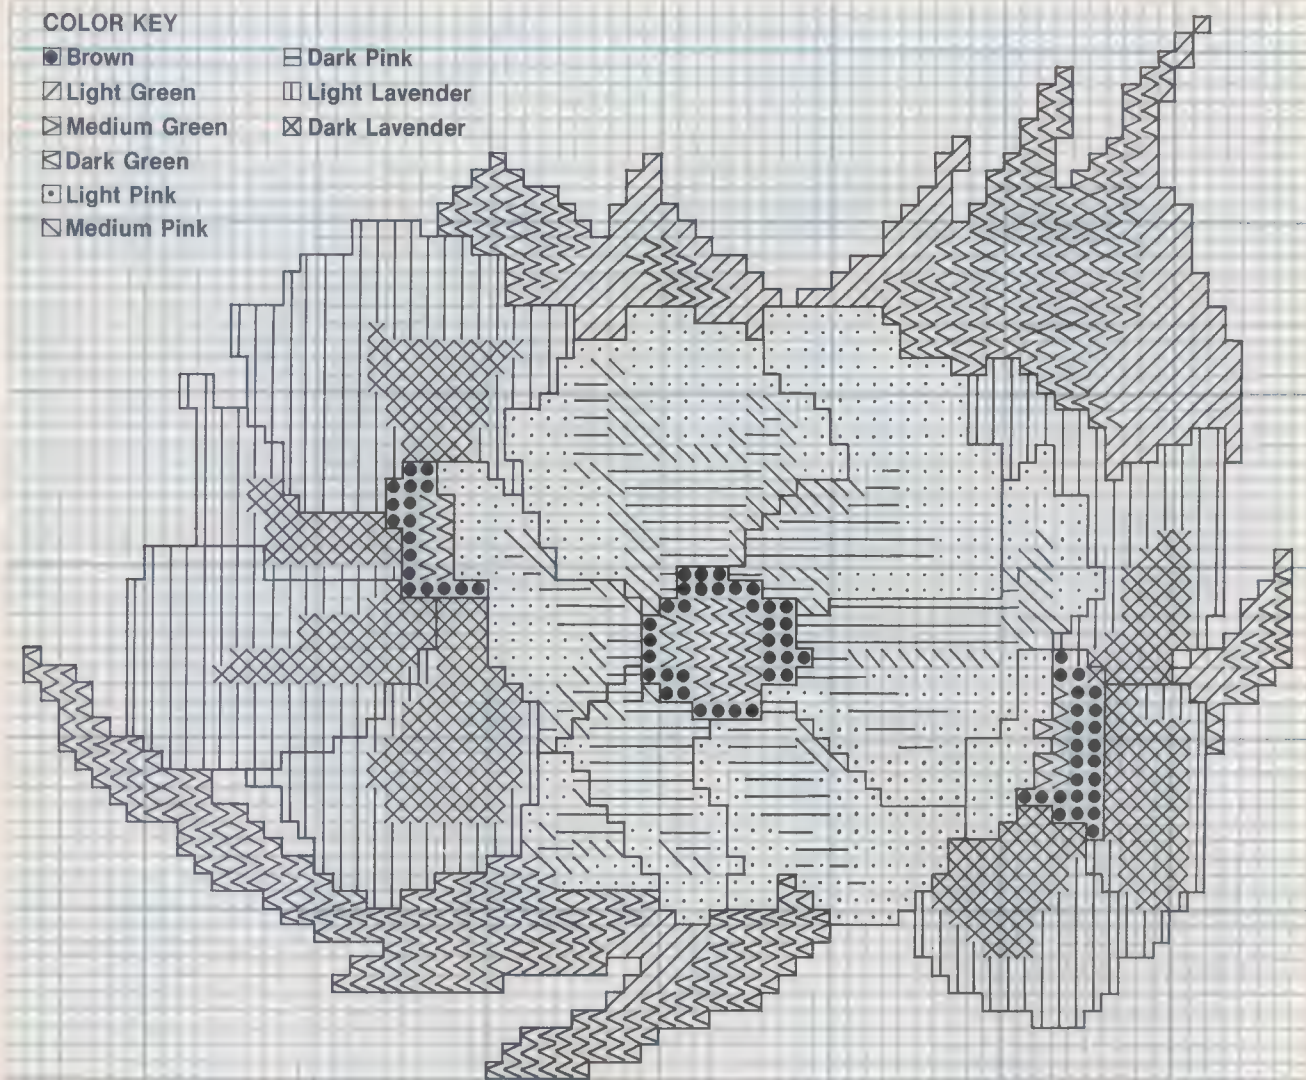 COLOR KEY
Brown
Light Green
Medium Green
Dark Green
Light Pink
Medium Pink
Dark Pink
Light Lavender
Dark Lavender